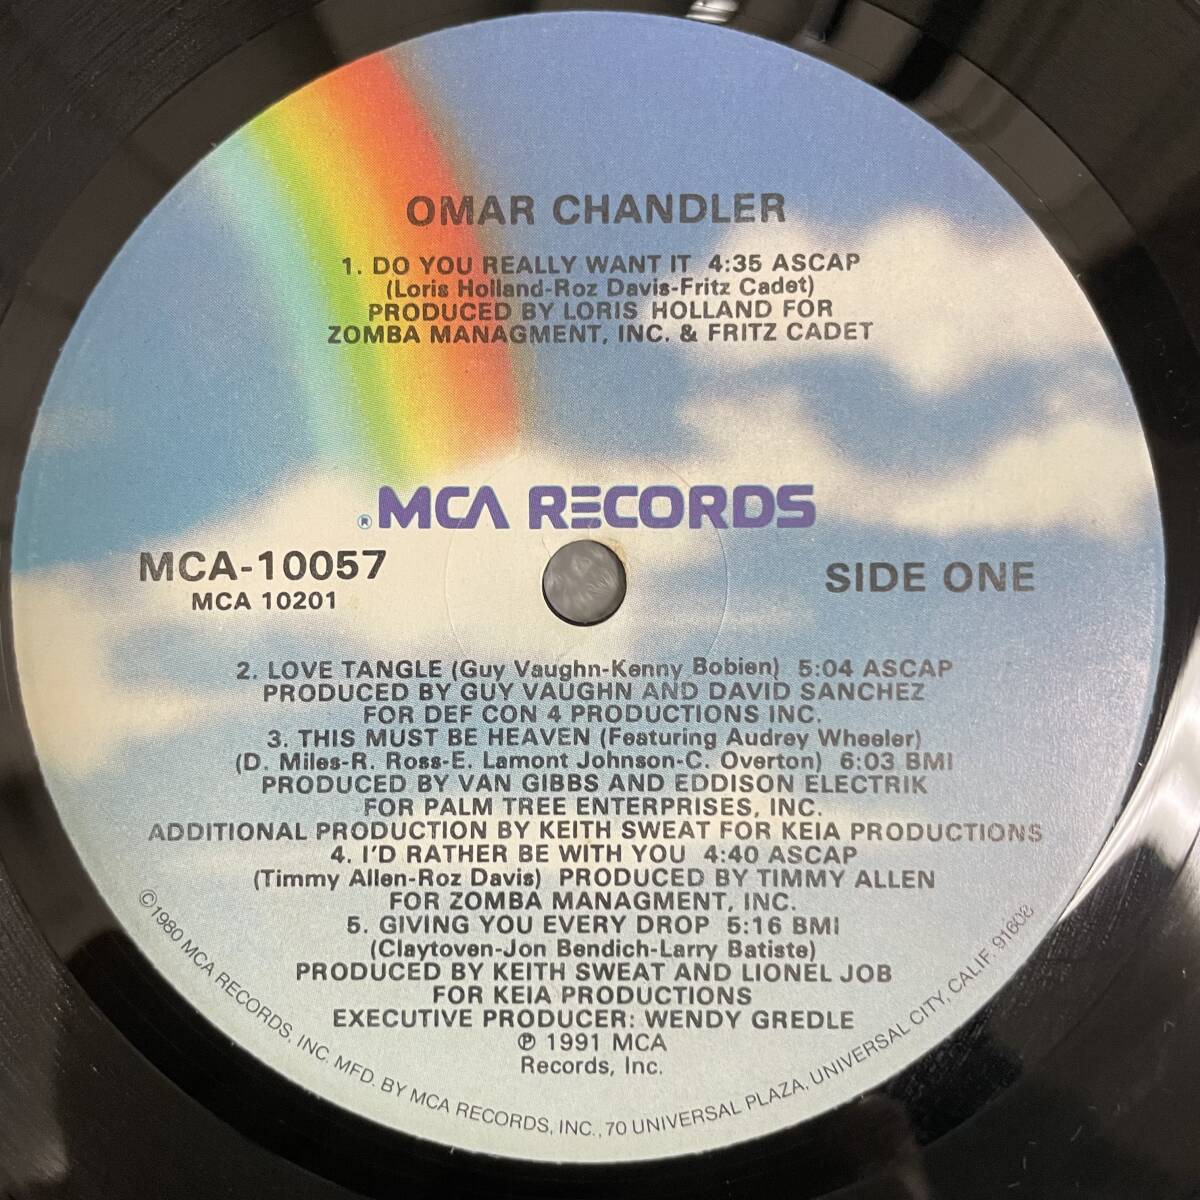 OMAR CHANDLER
1. DO YOU REALLY WANT IT 4:35 ASCAP
(Loris Holland-Roz Davis-Fritz Cadet)
PRODUCED BY LORIS HOLLAND FOR
ZOMBA MANAGMENT, INC. & FRITZ CADET
® MCA RECORDS
MCA-10057
MCA 10201
SIDE ONE
2. LOVE TANGLE (Guy Vaughn-Kenny Bobien) 5:04 ASCAP
PRODUCED BY GUY VAUGHN AND DAVID SANCHEZ
FOR DEF CON 4 PRODUCTIONS INC.
3. THIS MUST BE HEAVEN (Featuring Audrey Wheeler)
(D. Miles-R. Ross-E. Lamont Johnson-C. Overton) 6:03 BMI
PRODUCED BY VAN GIBBS AND EDDISON ELECTRIK
FOR PALM TREE ENTERPRISES, INC.
ADDITIONAL PRODUCTION BY KEITH SWEAT FOR KEIA PRODUCTIONS
4. I'D RATHER BE WITH YOU 4:40 ASCAP
(Timmy Allen-Roz Davis) PRODUCED BY TIMMY ALLEN
FOR ZOMBA MANAGMENT, INC.
5. GIVING YOU EVERY DROP 5:16 BMI
(Claytoven-Jon Bendich-Larry Batiste)
PRODUCED BY KEITH SWEAT AND LIONEL JOB
FOR KEIA PRODUCTIONS
EXECUTIVE PRODUCER: WENDY GREDLE
℗ 1991 MCA
Records, Inc.
©1980 MCA RECORDS, INC. MFD. BY MCA RECORDS, INC., 70 UNIVERSAL PLAZA, UNIVERSAL CITY, CALIF. 91608